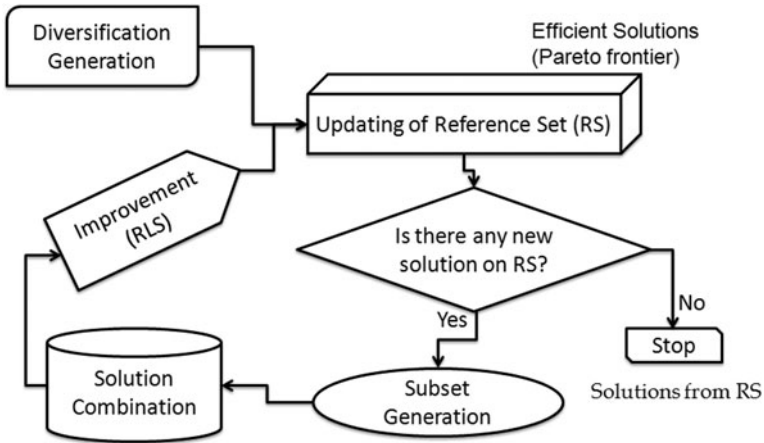 Diversification
Generation
Efficient Solutions
(Pareto frontier)
Updating of Reference Set (RS)
Improvement
(RLS)
Is there any new
solution on RS?
No
Yes
Stop
Solution
Combination
Subset
Generation
Solutions from RS